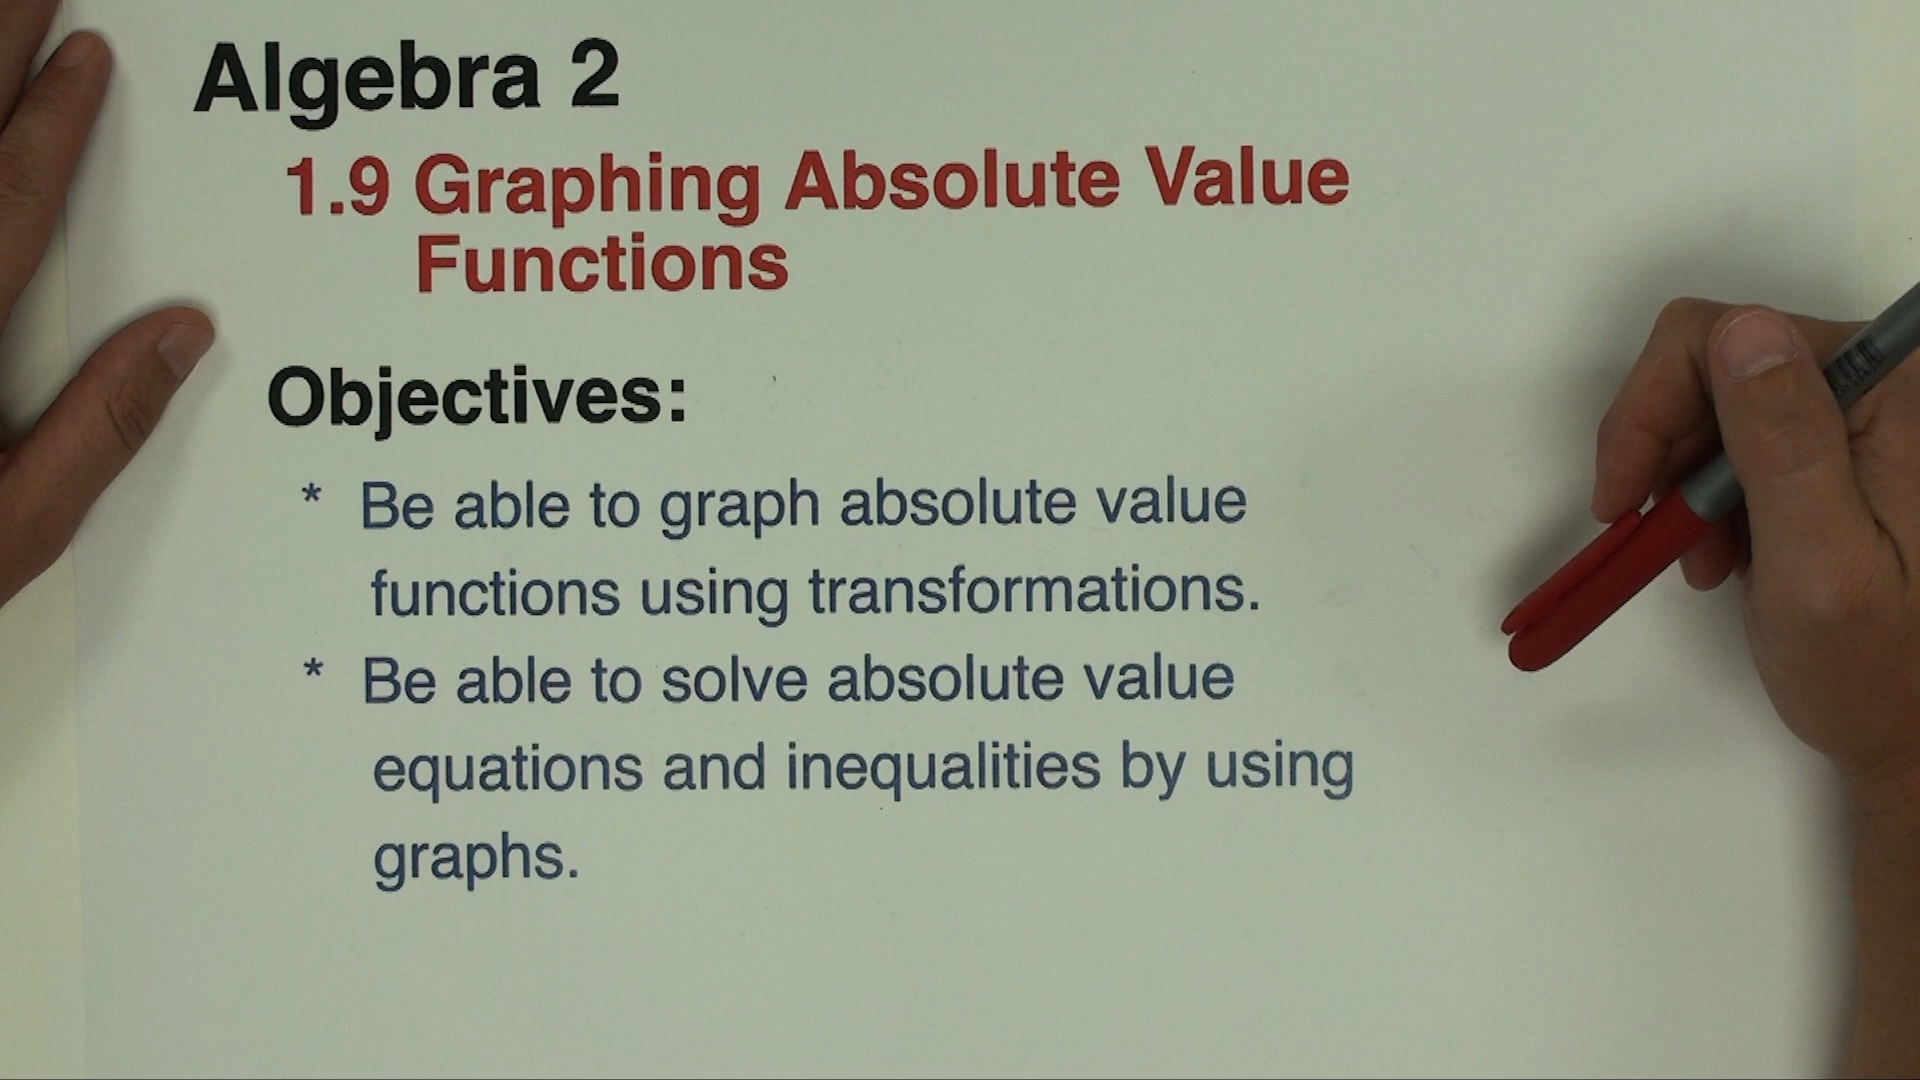 Algebra 2
1.9 Graphing Absolute Value
Functions
Objectives:
* Be able to graph absolute value
functions using transformations.
* Be able to solve absolute value
equations and inequalities by using
graphs.